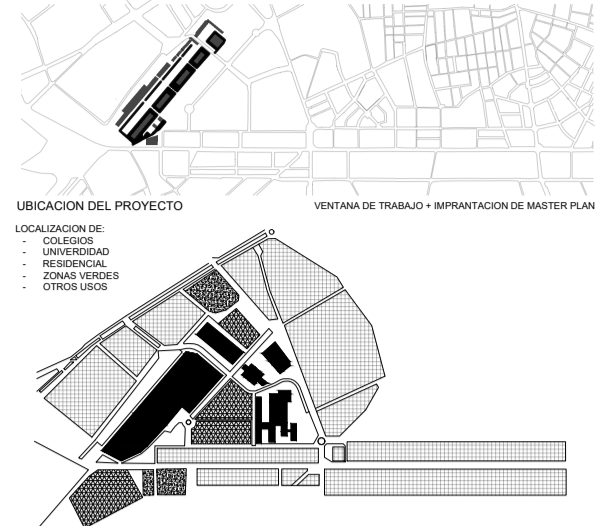 UBICACION DEL PROYECTO
VENTANA DE TRABAJO + IMPRANTACION DE MASTER PLAN
LOCALIZACION DE:
- COLEGIOS
- UNIVERDIDAD
- RESIDENCIAL
- ZONAS VERDES
- OTROS USOS